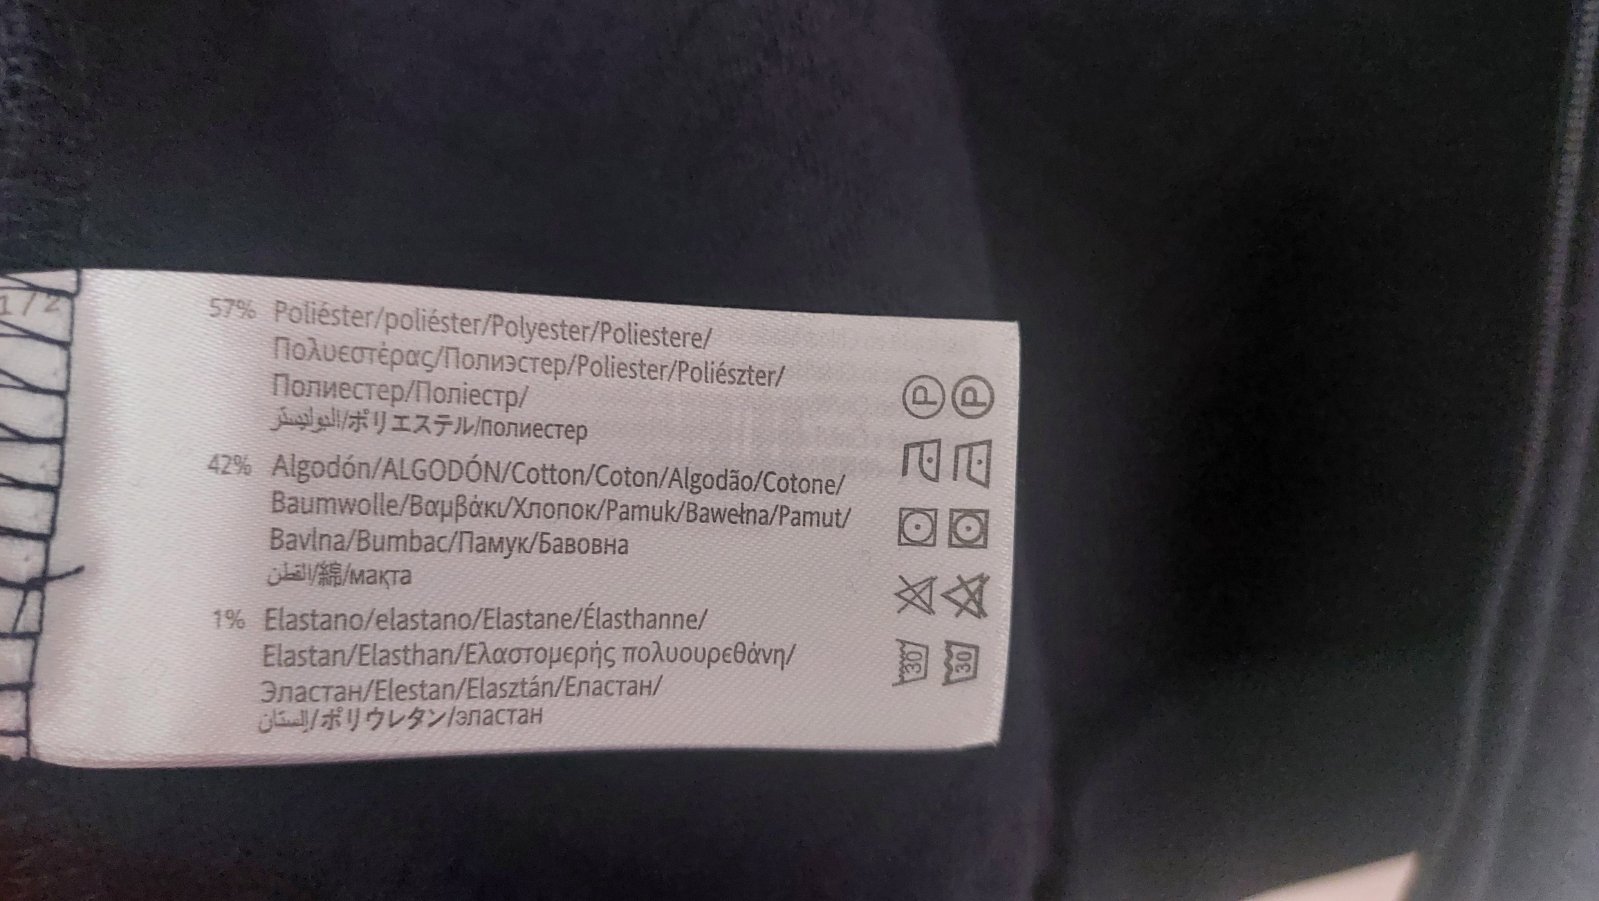 1/2
57% Poliéster/poliéster/Polyester/Poliestere/
Πολυεστέρας/Полиэстер/Poliester/Poliészter/
Полиестер/Поліестр/
البوليستر/ポリエステル/полиестер
42% Algodón/ALGODÓN/Cotton/Coton/Algodão/Cotone/
Baumwolle/Βαμβάκι/Хлопок/Pamuk/Bawełna/Pamut/
Bavlna/Bumbac/Памук/Бавовна
القطن/綿/мақта
1% Elastano/elastano/Elastane/Élasthanne/
Elastan/Elasthan/Ελαστομερής πολυουρεθάνη/
Эластан/Elestan/Elasztán/Еластан/
إلستان/ポリウレタン/эластан
P P
30 30